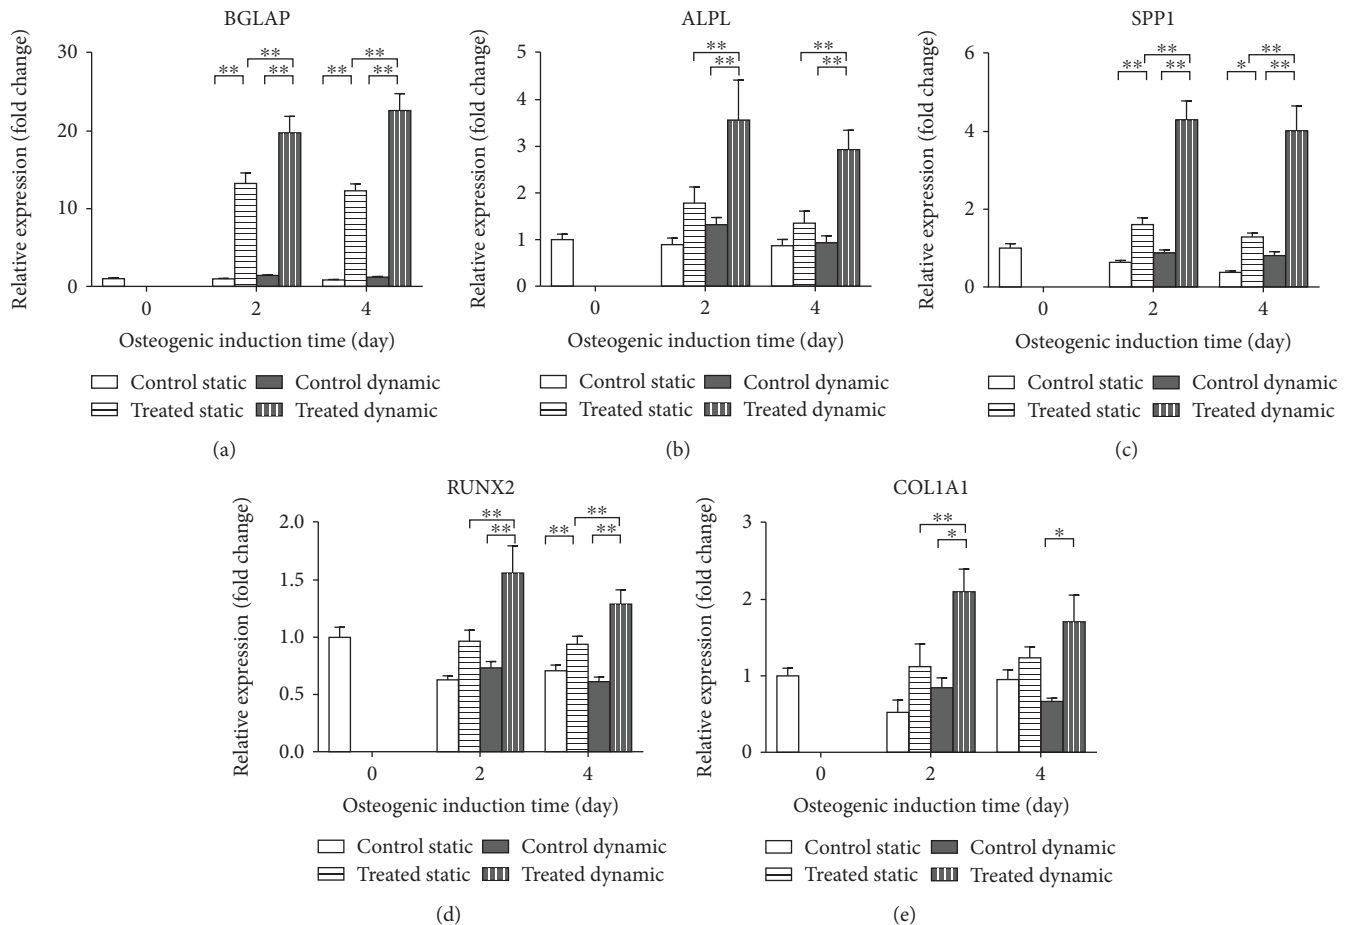 BGLAP
Relative expression (fold change)
30
20
10
0
** ** ** ** ** **
0 2 4
Osteogenic induction time (day)
Control static Control dynamic
Treated static Treated dynamic
(a)
ALPL
Relative expression (fold change)
5
4
3
2
1
0
** ** ** **
0 2 4
Osteogenic induction time (day)
Control static Control dynamic
Treated static Treated dynamic
(b)
SPP1
Relative expression (fold change)
6
4
2
0
** ** ** * ** **
0 2 4
Osteogenic induction time (day)
Control static Control dynamic
Treated static Treated dynamic
(c)
RUNX2
Relative expression (fold change)
2.0
1.5
1.0
0.5
0.0
** ** ** ** **
0 2 4
Osteogenic induction time (day)
Control static Control dynamic
Treated static Treated dynamic
(d)
COL1A1
Relative expression (fold change)
3
2
1
0
** * *
0 2 4
Osteogenic induction time (day)
Control static Control dynamic
Treated static Treated dynamic
(e)